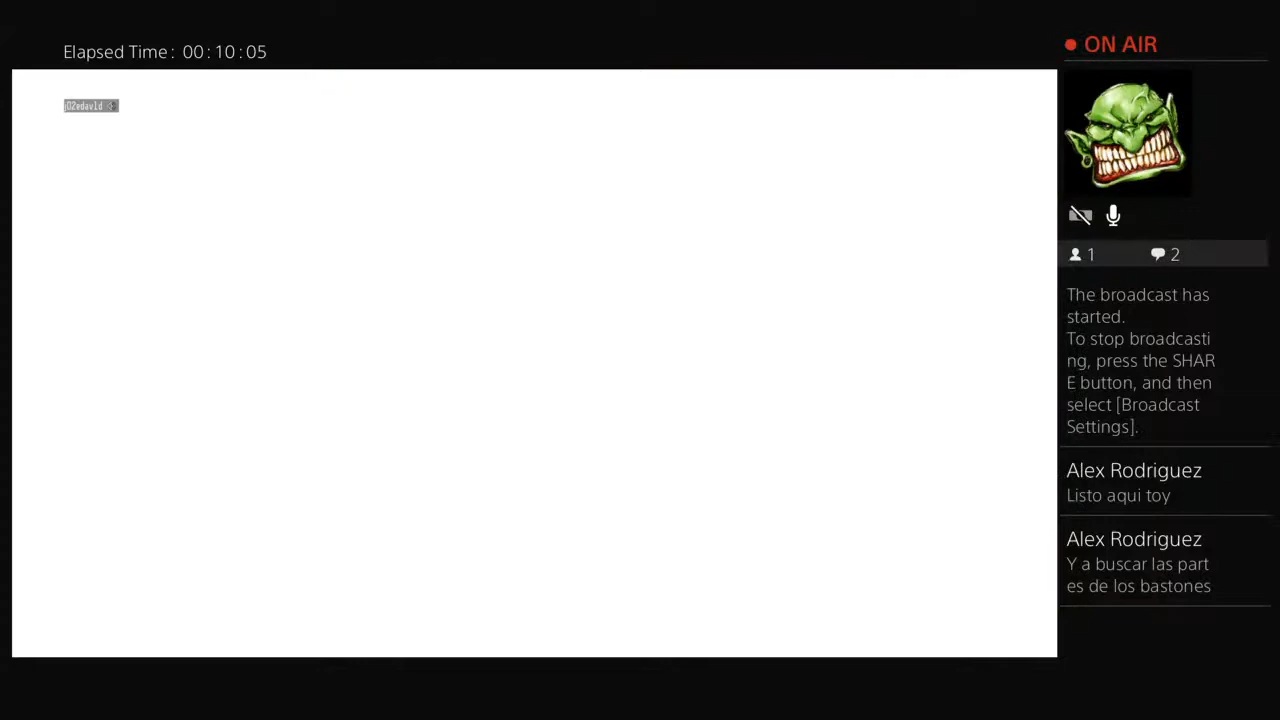 Elapsed Time: 00:10:05
ON AIR
1 2
The broadcast has
started.
To stop broadcasti
ng, press the SHAR
E button, and then
select [Broadcast
Settings].
Alex Rodriguez
Listo aqui toy
Alex Rodriguez
Y a buscar las part
es de los bastones